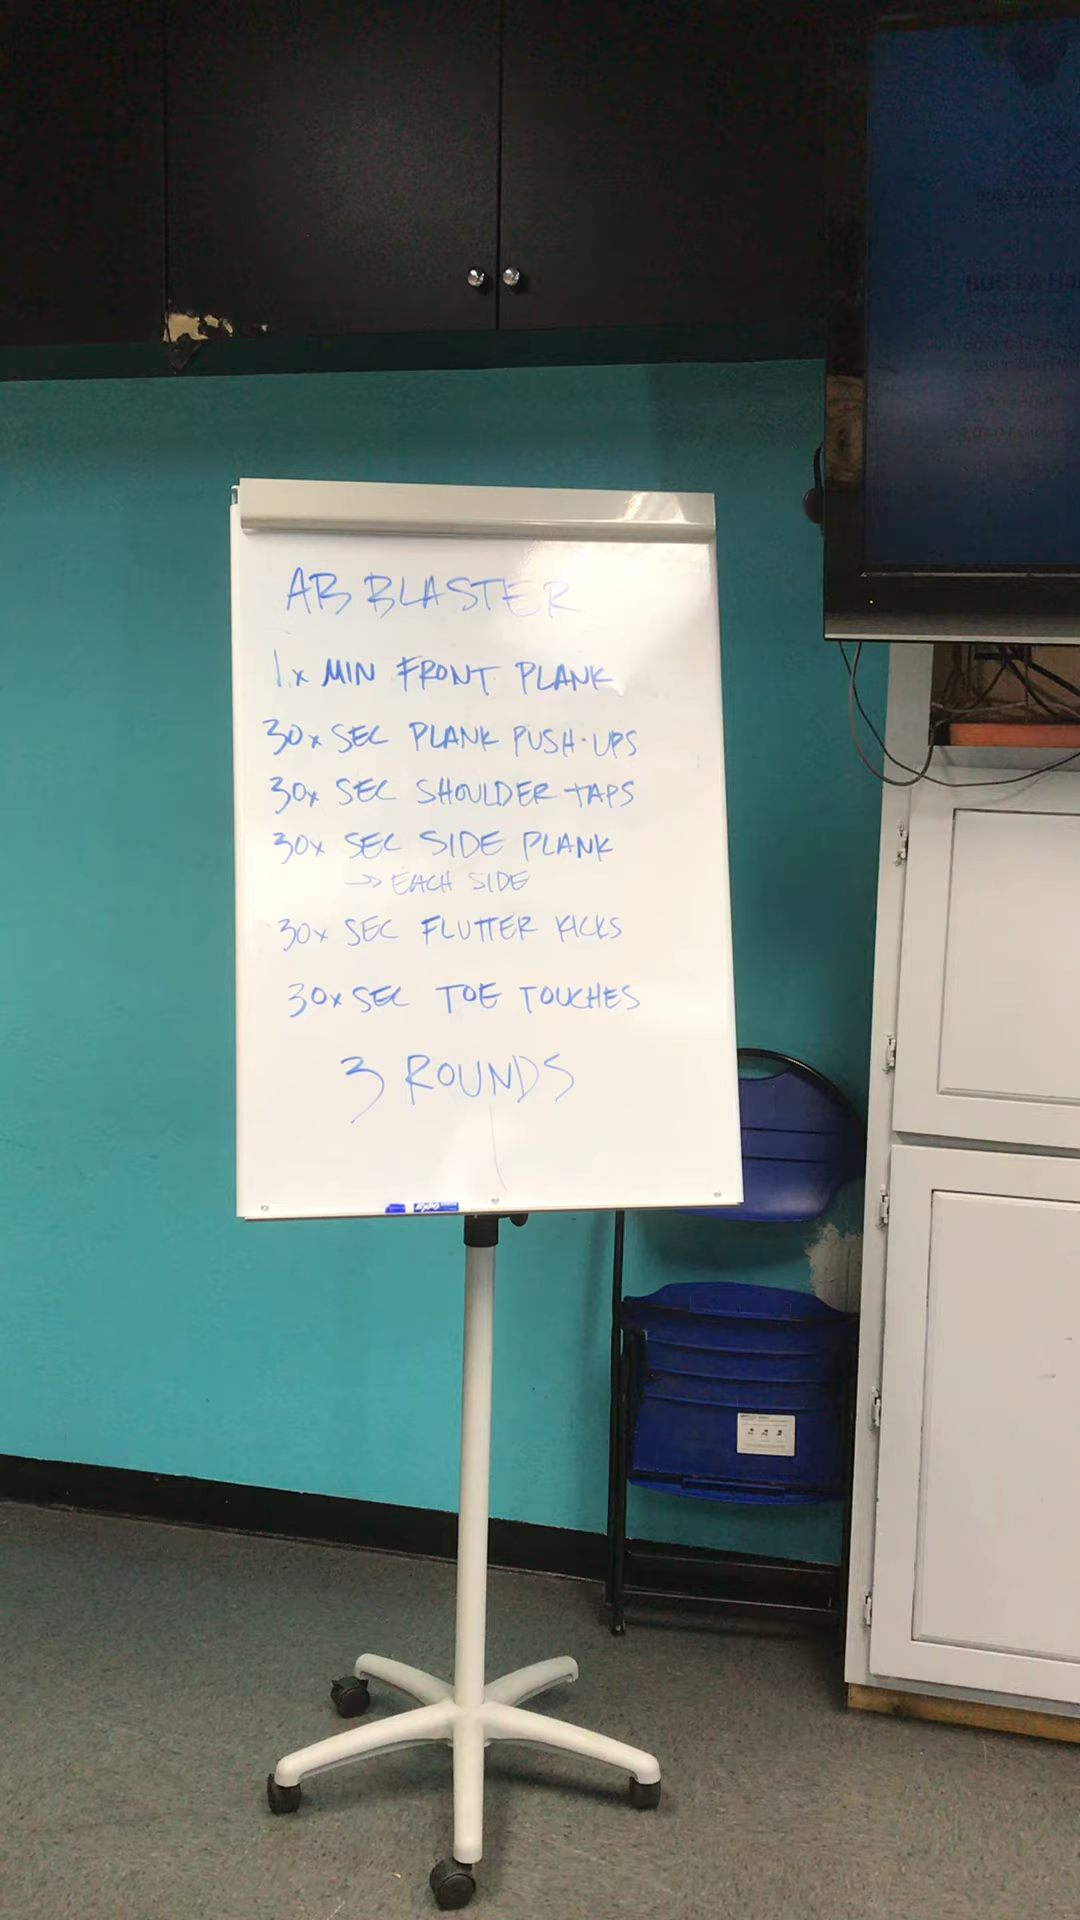 AB BLASTER
1x MIN FRONT PLANK
30x SEC PLANK PUSH-UPS
30x SEC SHOULDER TAPS
30x SEC SIDE PLANK
→ EACH SIDE
30x SEC FLUTTER KICKS
30x SEC TOE TOUCHES
3 ROUNDS
EXPO